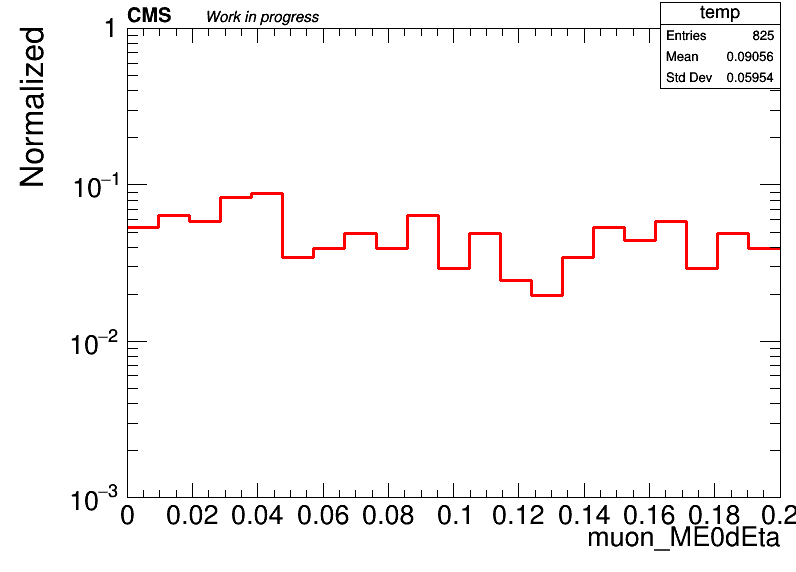 CMS Work in progress
temp
Entries 825
Mean 0.09056
Std Dev 0.05954
Normalized
1
10−1
10−2
10−3
0 0.02 0.04 0.06 0.08 0.1 0.12 0.14 0.16 0.18 0.2
muon_ME0dEta